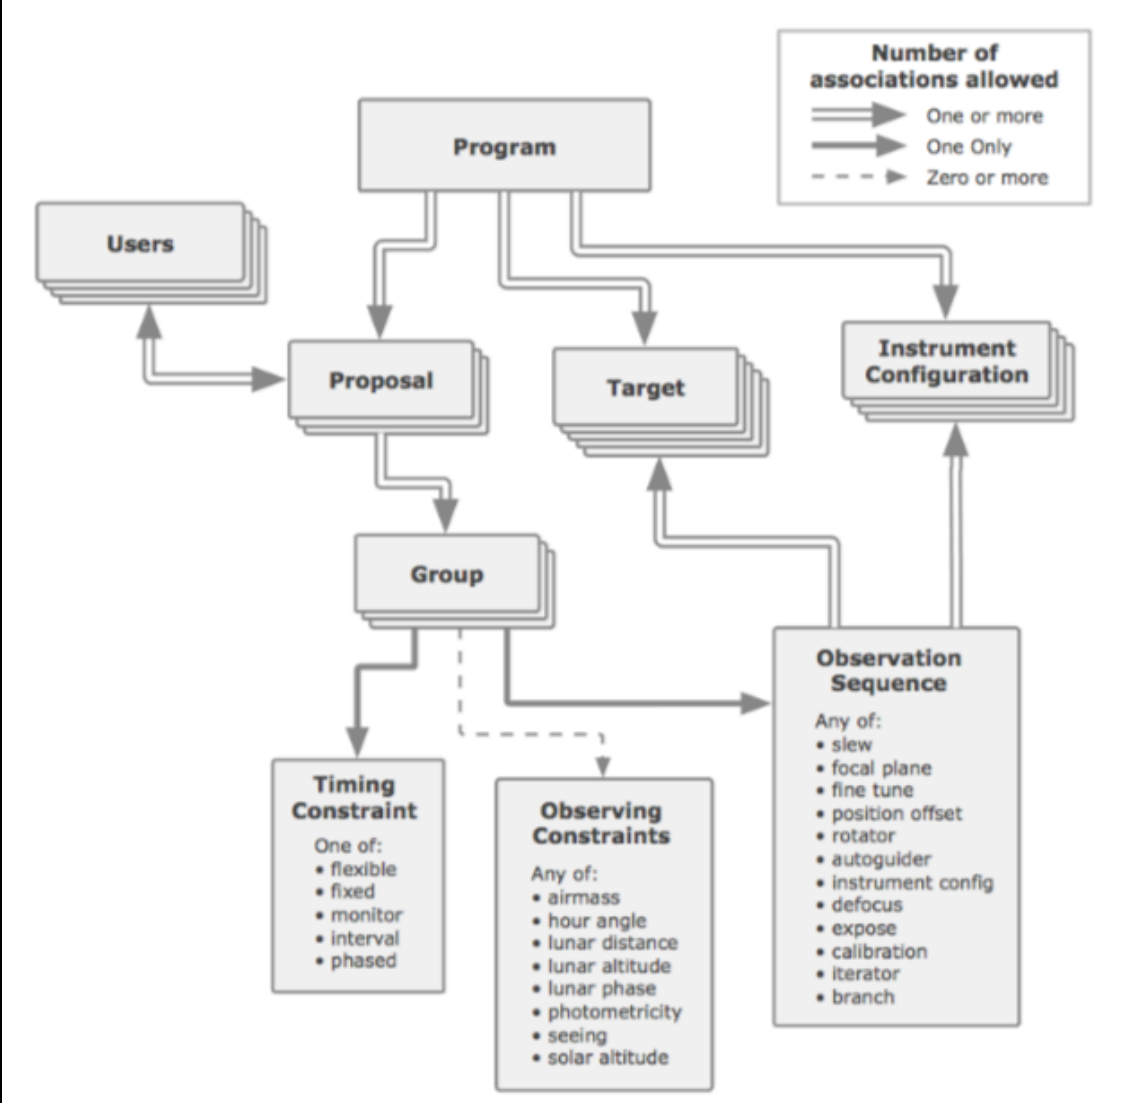 Number of
associations allowed
One or more
One Only
Zero or more
Program
Users
Proposal
Target
Instrument
Configuration
Group
Timing
Constraint
One of:
• flexible
• fixed
• monitor
• interval
• phased
Observing
Constraints
Any of:
• airmass
• hour angle
• lunar distance
• lunar altitude
• lunar phase
• photometricity
• seeing
• solar altitude
Observation
Sequence
Any of:
• slew
• focal plane
• fine tune
• position offset
• rotator
• autoguider
• instrument config
• defocus
• expose
• calibration
• iterator
• branch